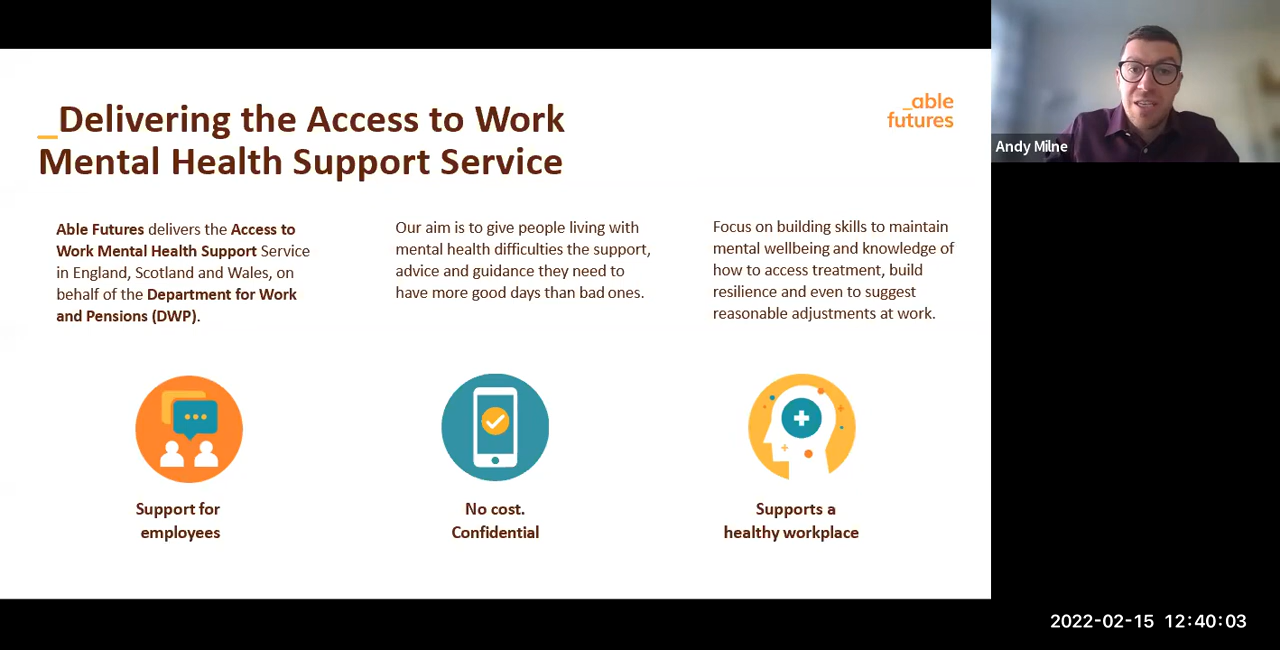 _Delivering the Access to Work
Mental Health Support Service
_able
futures
Andy Milne
Able Futures delivers the Access to
Work Mental Health Support Service
in England, Scotland and Wales, on
behalf of the Department for Work
and Pensions (DWP).
Our aim is to give people living with
mental health difficulties the support,
advice and guidance they need to
have more good days than bad ones.
Focus on building skills to maintain
mental wellbeing and knowledge of
how to access treatment, build
resilience and even to suggest
reasonable adjustments at work.
Support for
employees
No cost.
Confidential
Supports a
healthy workplace
2022-02-15 12:40:03